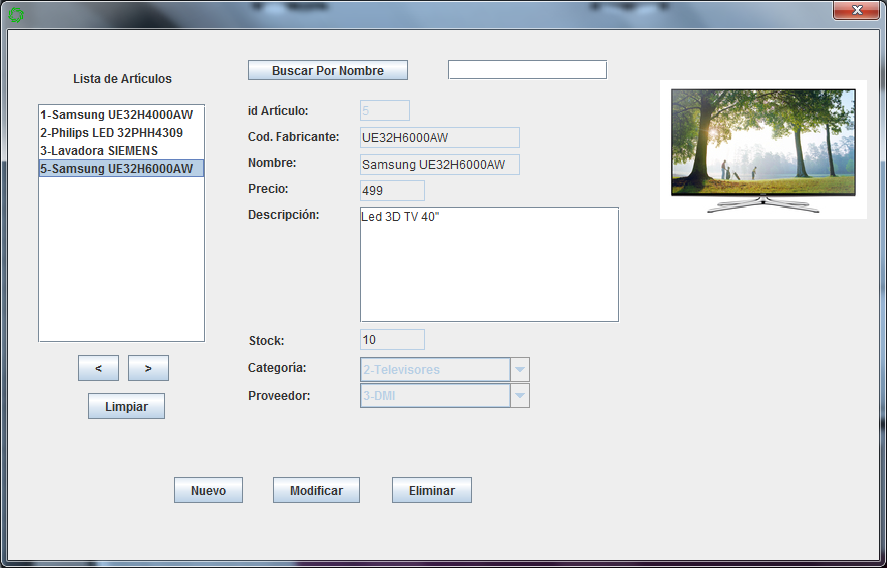 Lista de Artículos
1-Samsung UE32H4000AW
2-Philips LED 32PHH4309
3-Lavadora SIEMENS
5-Samsung UE32H6000AW
<
>
Limpiar
Buscar Por Nombre
id Artículo:
5
Cod. Fabricante:
UE32H6000AW
Nombre:
Samsung UE32H6000AW
Precio:
499
Descripción:
Led 3D TV 40"
Stock:
10
Categoría:
2-Televisores
Proveedor:
3-DMI
Nuevo
Modificar
Eliminar